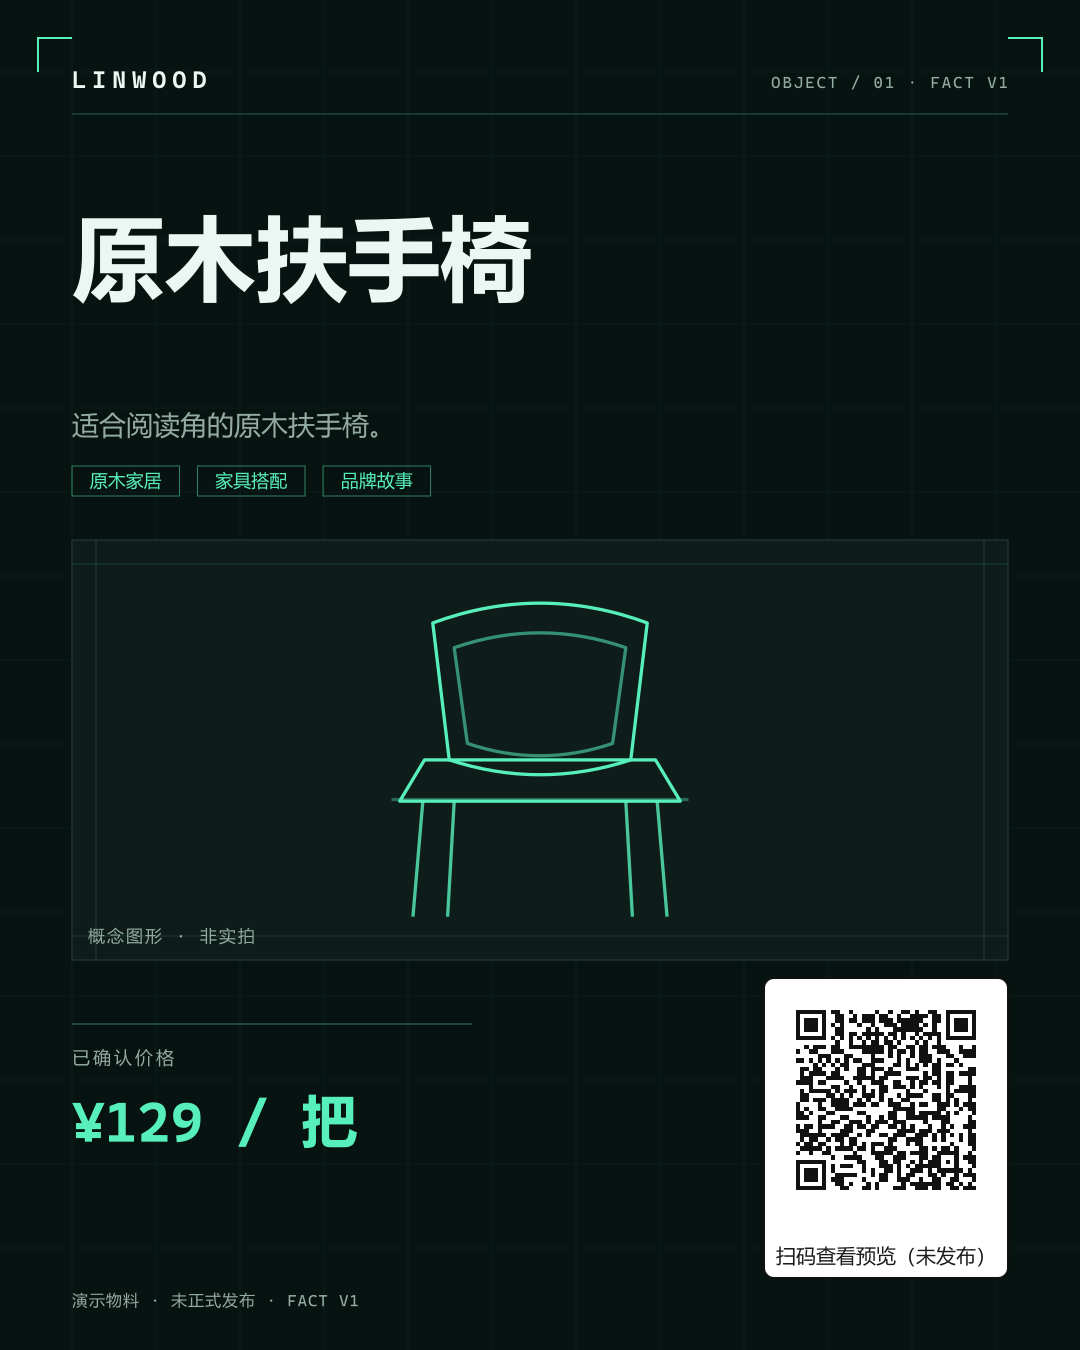 LINWOOD
OBJECT / 01 · FACT V1
原木扶手椅
适合阅读角的原木扶手椅。
原木家居
家具搭配
品牌故事
概念图形 · 非实拍
已确认价格
¥129 / 把
扫码查看预览（未发布）
演示物料 · 未正式发布 · FACT V1